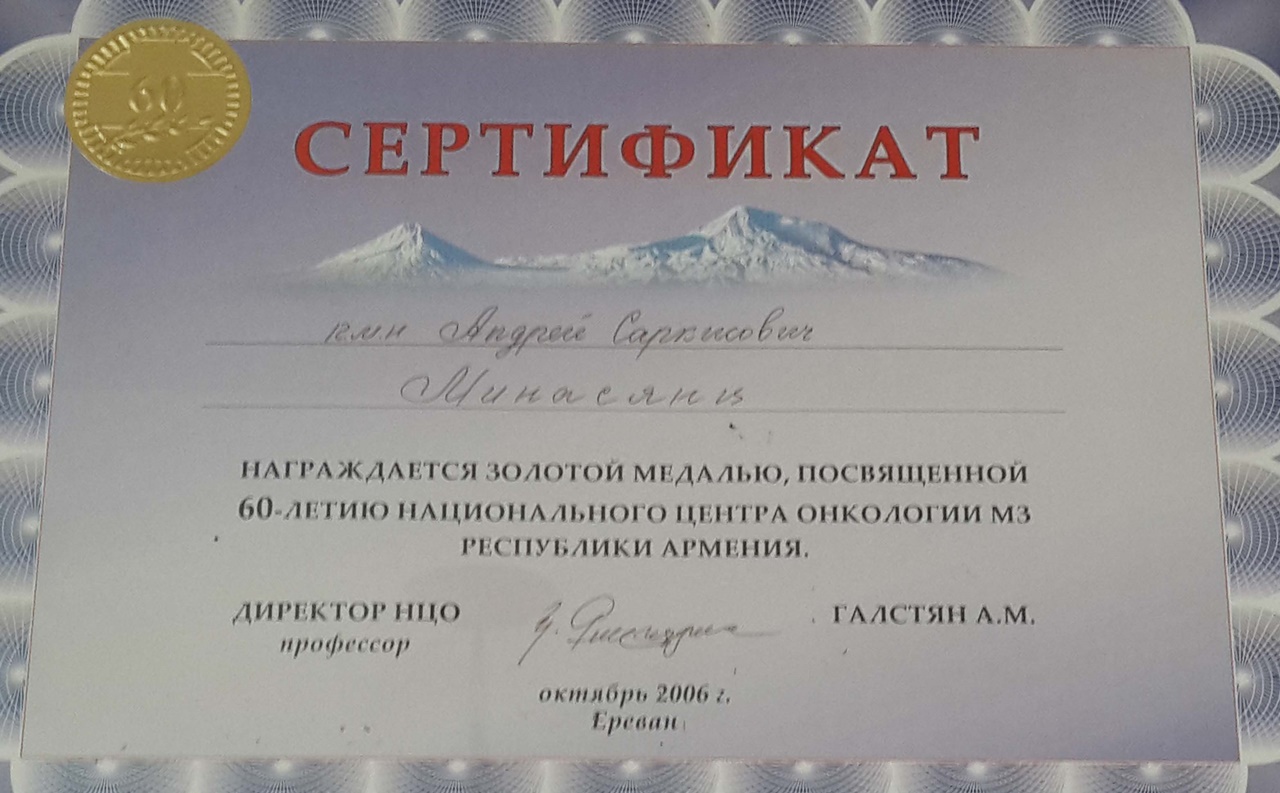 60
СЕРТИФИКАТ
кмн Андрей Саркисович
Минасянц
НАГРАЖДАЕТСЯ ЗОЛОТОЙ МЕДАЛЬЮ, ПОСВЯЩЕННОЙ
60-ЛЕТИЮ НАЦИОНАЛЬНОГО ЦЕНТРА ОНКОЛОГИИ МЗ
РЕСПУБЛИКИ АРМЕНИЯ.
ДИРЕКТОР НЦО ГАЛСТЯН А.М.
профессор
октябрь 2006 г.
Ереван